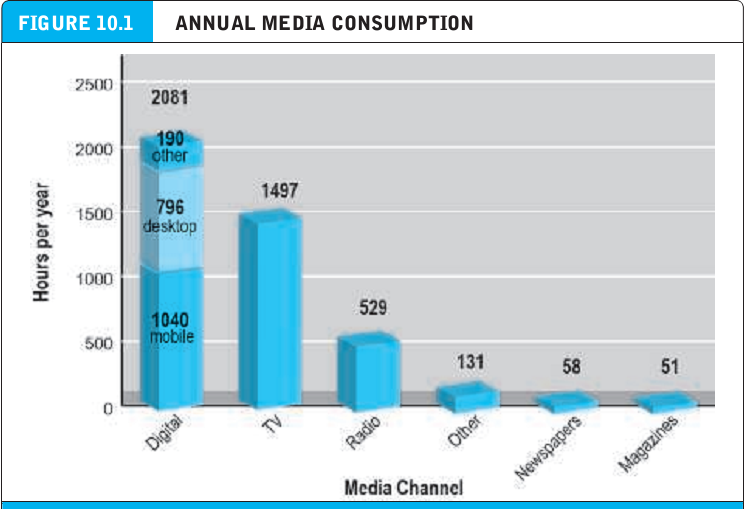 FIGURE 10.1 ANNUAL MEDIA CONSUMPTION
2500
2000
1500
1000
500
0
Hours per year
2081
190
other
796
desktop
1040
mobile
1497
529
131
58
51
Digital
TV
Radio
Other
Newspapers
Magazines
Media Channel